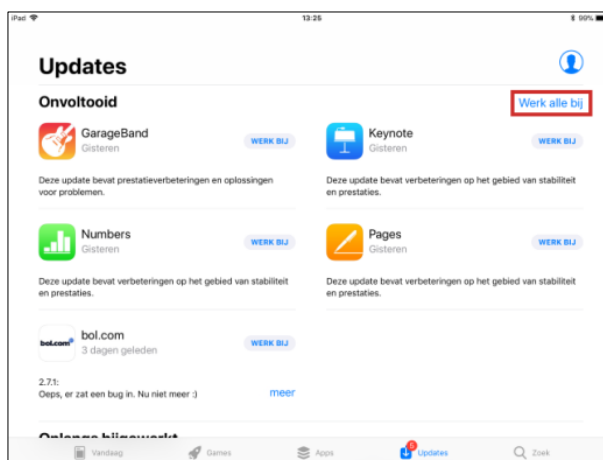 iPad 13:25 99%
Updates
Onvoltooid Werk alle bij
GarageBand
Gisteren
WERK BIJ
Deze update bevat prestatieverbeteringen en oplossingen
voor problemen.
Keynote
Gisteren
WERK BIJ
Deze update bevat verbeteringen op het gebied van stabiliteit
en prestaties.
Numbers
Gisteren
WERK BIJ
Deze update bevat verbeteringen op het gebied van stabiliteit
en prestaties.
Pages
Gisteren
WERK BIJ
Deze update bevat verbeteringen op het gebied van stabiliteit
en prestaties.
bol.com
bol.com
3 dagen geleden
WERK BIJ
2.7.1:
Oeps, er zat een bug in. Nu niet meer :)
meer
Onlangs bijgewerkt
Vandaag Games Apps 5 Updates Zoek